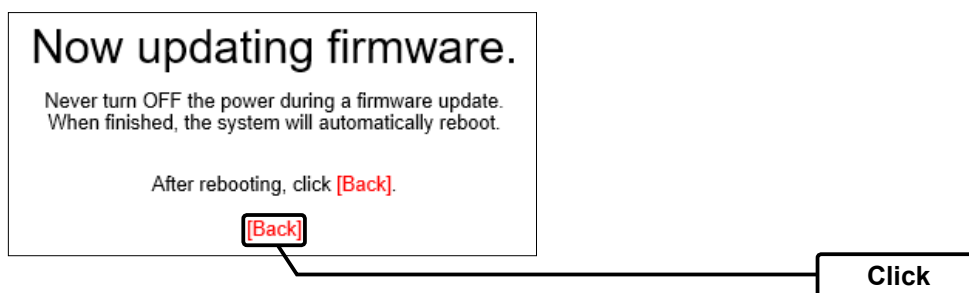 Now updating firmware.
Never turn OFF the power during a firmware update.
When finished, the system will automatically reboot.
After rebooting, click [Back].
[Back]
Click